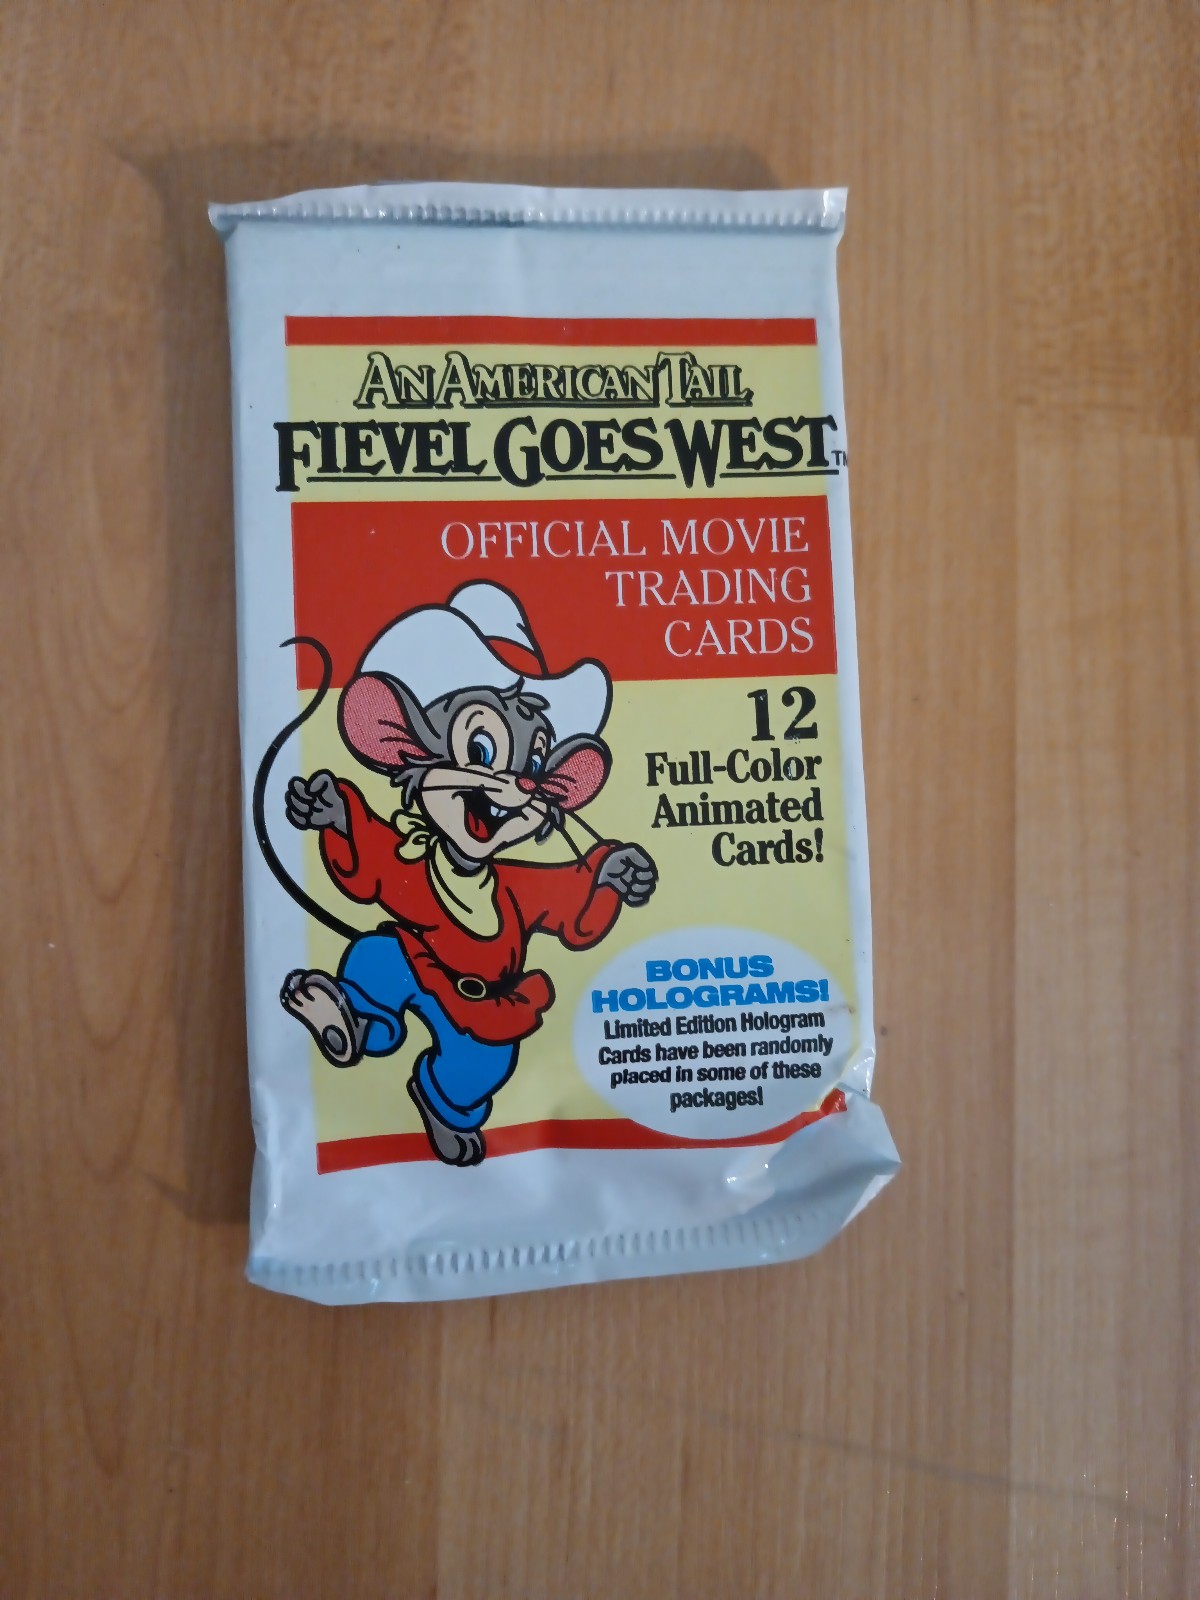 AN AMERICAN TAIL
FIEVEL GOES WEST™
OFFICIAL MOVIE
TRADING
CARDS
12
Full-Color
Animated
Cards!
BONUS
HOLOGRAMS!
Limited Edition Hologram
Cards have been randomly
placed in some of these
packages!